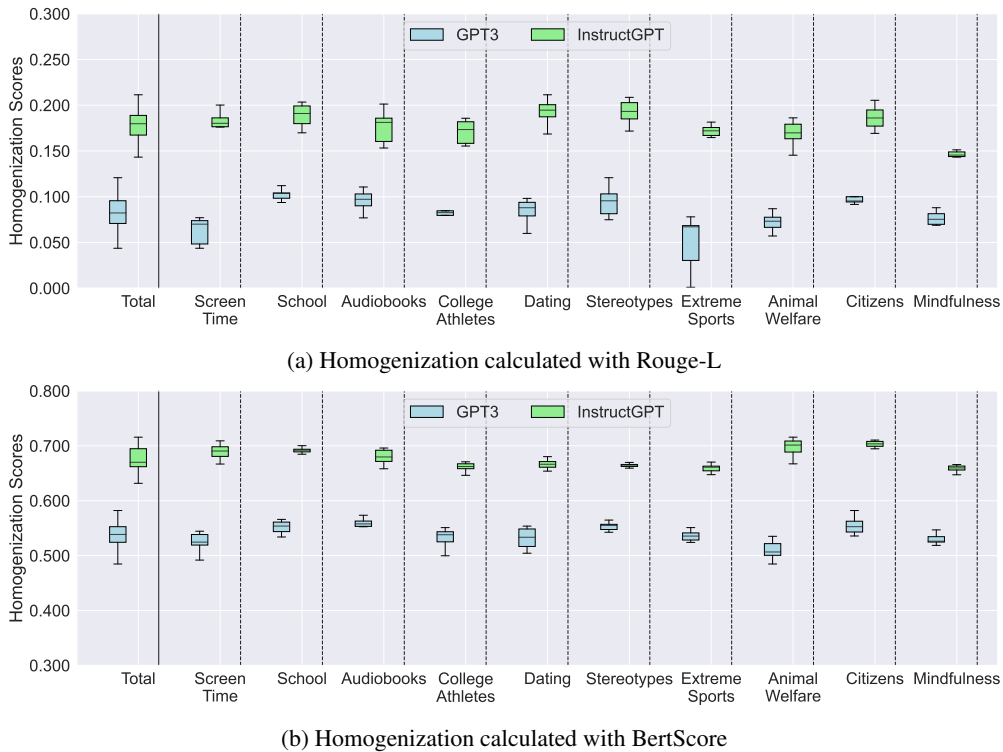 0.300
0.250
0.200
0.150
0.100
0.050
0.000
Homogenization Scores
GPT3 InstructGPT
Total Screen Time School Audiobooks College Athletes Dating Stereotypes Extreme Sports Animal Welfare Citizens Mindfulness
(a) Homogenization calculated with Rouge-L
0.800
0.700
0.600
0.500
0.400
0.300
Homogenization Scores
GPT3 InstructGPT
Total Screen Time School Audiobooks College Athletes Dating Stereotypes Extreme Sports Animal Welfare Citizens Mindfulness
(b) Homogenization calculated with BertScore